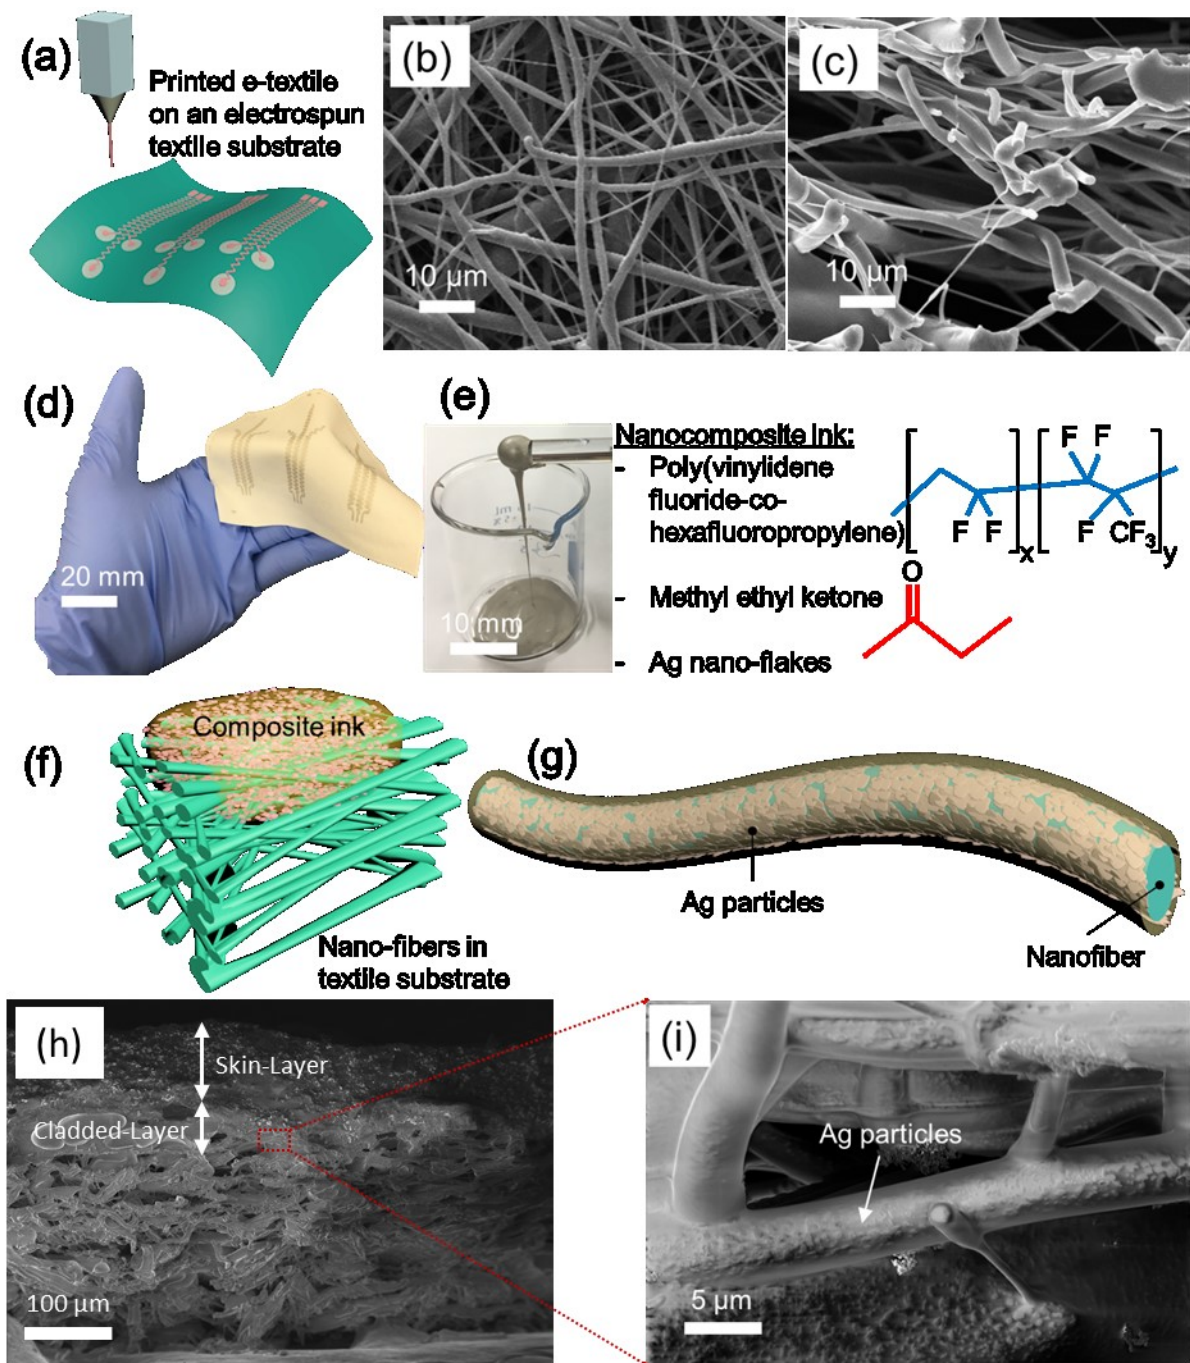 (a)
Printed e-textile
on an electrospun
textile substrate
(b)
10 μm
(c)
10 μm
(d)
20 mm
(e)
10 mm
Nanocomposite ink:
- Poly(vinylidene
fluoride-co-
hexafluoropropylene)
- Methyl ethyl ketone
- Ag nano-flakes
F F
F F F CF3
x y
O
(f)
Composite ink
Nano-fibers in
textile substrate
(g)
Ag particles
Nanofiber
(h)
Skin-Layer
Cladded-Layer
100 μm
(i)
Ag particles
5 μm